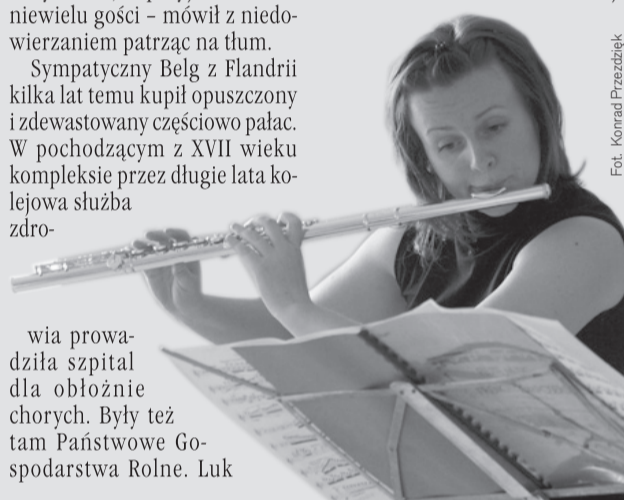 niewielu gości – mówił z niedo-
wierzaniem patrząc na tłum.
Sympatyczny Belg z Flandrii
kilka lat temu kupił opuszczony
i zdewastowany częściowo pałac.
W pochodzącym z XVII wieku
kompleksie przez długie lata ko-
lejowa służba
zdro-
wia prowa-
dziła szpital
dla obłożnie
chorych. Były też
tam Państwowe Go-
spodarstwa Rolne. Luk
Fot. Konrad Przezdzięk